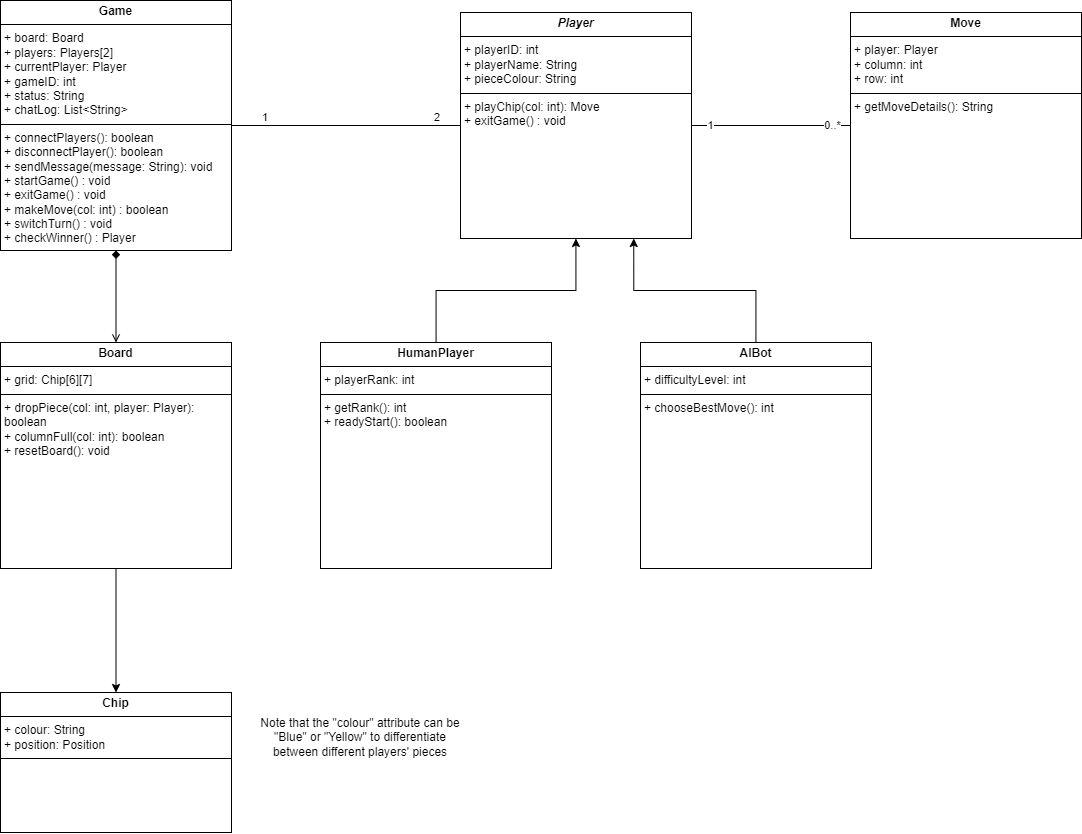 Game
+ board: Board
+ players: Players[2]
+ currentPlayer: Player
+ gameID: int
+ status: String
+ chatLog: List<String>
+ connectPlayers(): boolean
+ disconnectPlayer(): boolean
+ sendMessage(message: String): void
+ startGame() : void
+ exitGame() : void
+ makeMove(col: int) : boolean
+ switchTurn() : void
+ checkWinner() : Player
1
2
Player
+ playerID: int
+ playerName: String
+ pieceColour: String
+ playChip(col: int): Move
+ exitGame() : void
1
0..*
Move
+ player: Player
+ column: int
+ row: int
+ getMoveDetails(): String
Board
+ grid: Chip[6][7]
+ dropPiece(col: int, player: Player):
boolean
+ columnFull(col: int): boolean
+ resetBoard(): void
HumanPlayer
+ playerRank: int
+ getRank(): int
+ readyStart(): boolean
AIBot
+ difficultyLevel: int
+ chooseBestMove(): int
Chip
+ colour: String
+ position: Position
Note that the "colour" attribute can be
"Blue" or "Yellow" to differentiate
between different players' pieces